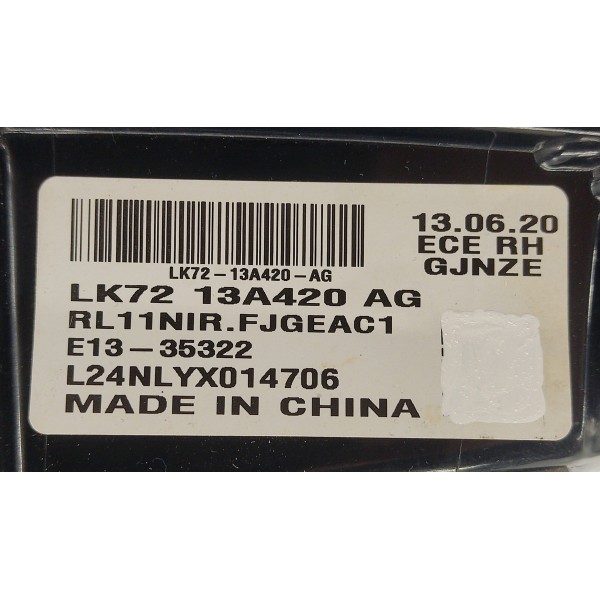 LK72-13A420-AG
13.06.20
ECE RH
GJNZE
LK72 13A420 AG
RL11NIR.FJGEAC1
E13-35322
L24NLYX014706
MADE IN CHINA